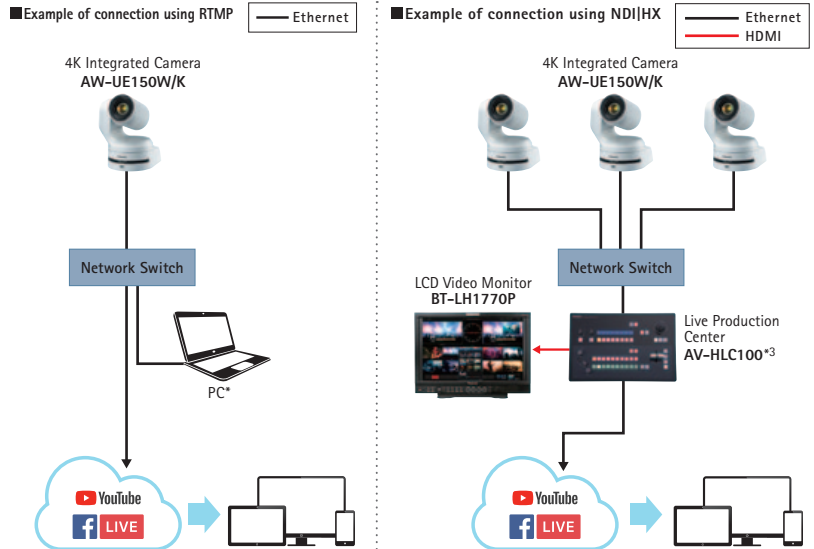 ■Example of connection using RTMP
Ethernet
4K Integrated Camera
AW-UE150W/K
Network Switch
PC*
YouTube
f LIVE
■Example of connection using NDI|HX
Ethernet
HDMI
4K Integrated Camera
AW-UE150W/K
Network Switch
LCD Video Monitor
BT-LH1770P
Live Production
Center
AV-HLC100*3
YouTube
f LIVE